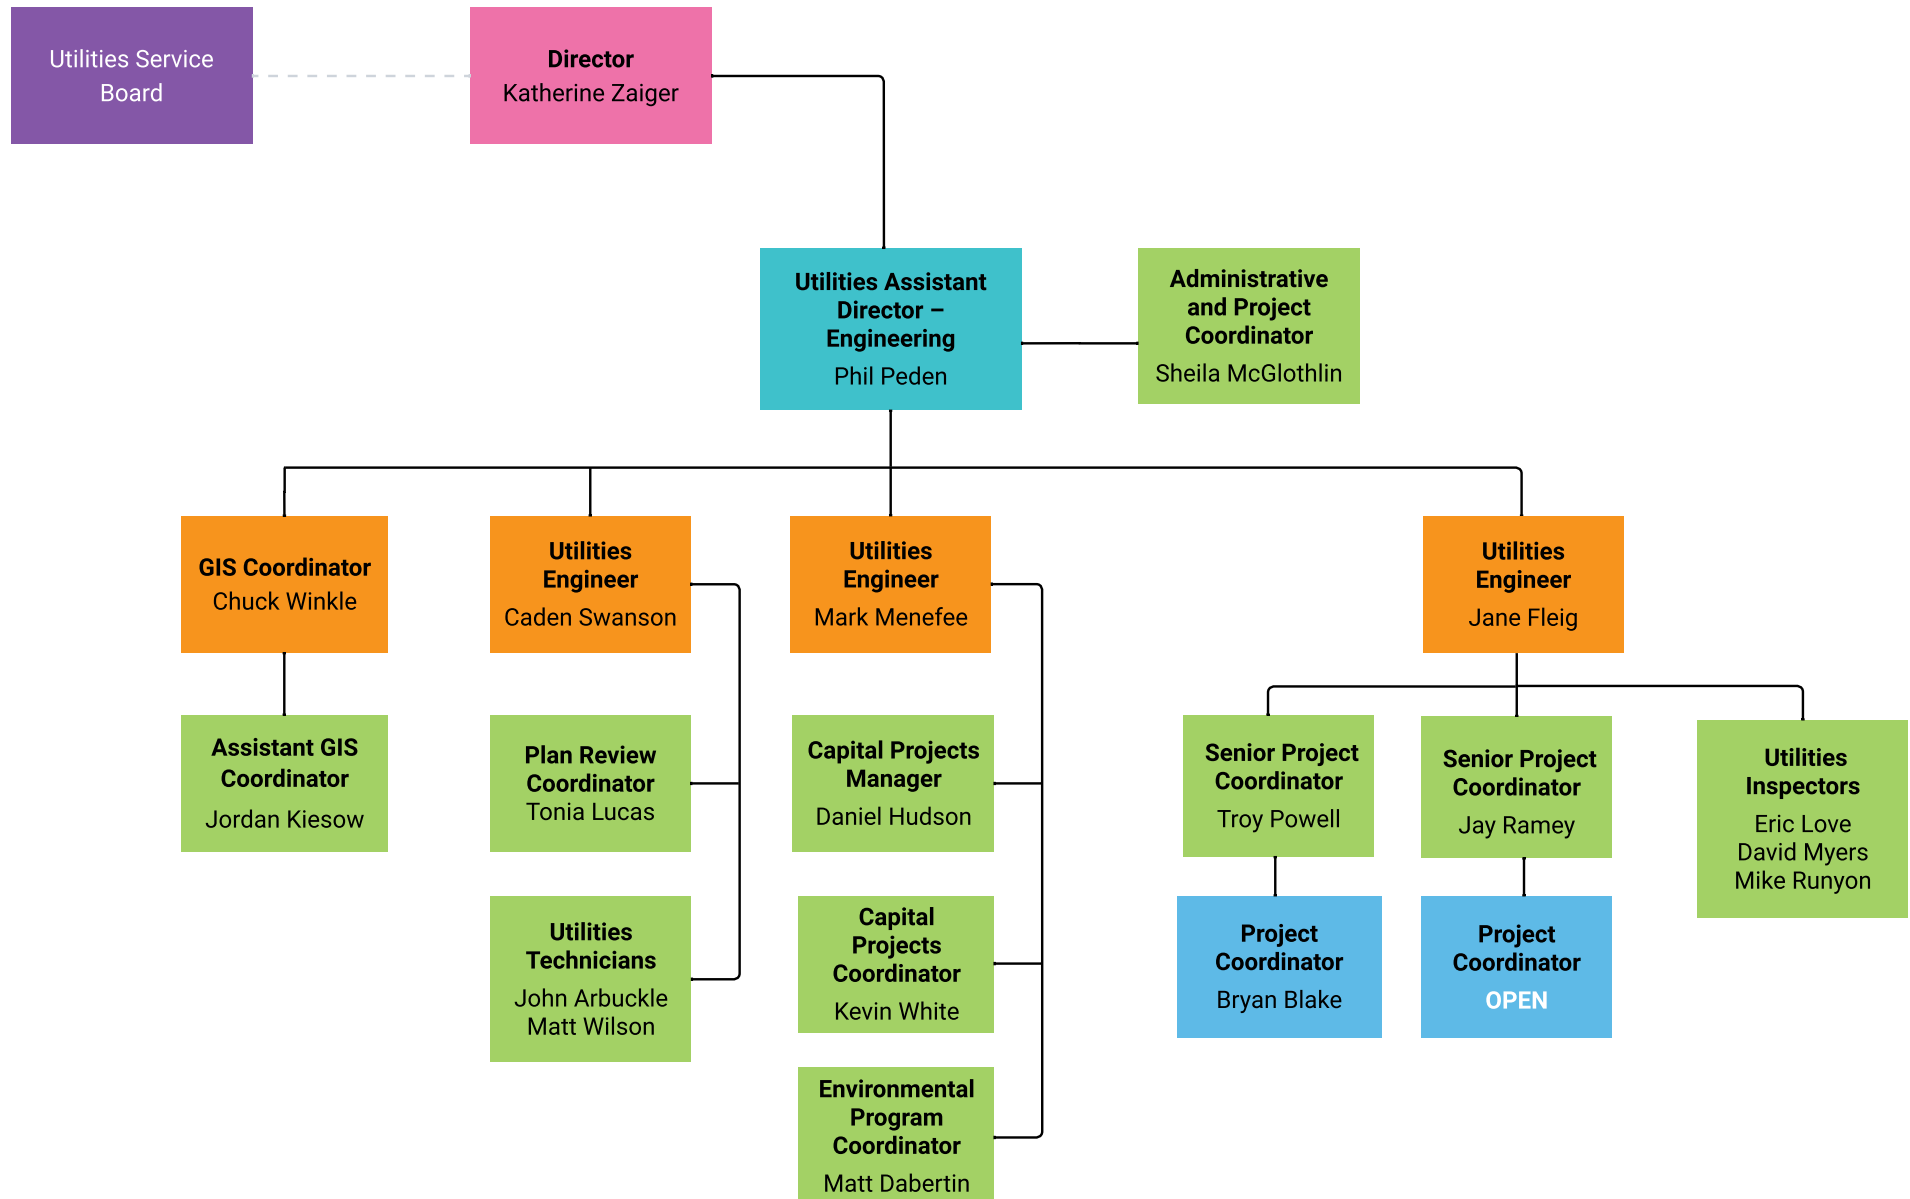 Utilities Service
Board
Director
Katherine Zaiger
Utilities Assistant
Director –
Engineering
Phil Peden
Administrative
and Project
Coordinator
Sheila McGlothlin
GIS Coordinator
Chuck Winkle
Utilities
Engineer
Caden Swanson
Utilities
Engineer
Mark Menefee
Utilities
Engineer
Jane Fleig
Assistant GIS
Coordinator
Jordan Kiesow
Plan Review
Coordinator
Tonia Lucas
Capital Projects
Manager
Daniel Hudson
Senior Project
Coordinator
Troy Powell
Senior Project
Coordinator
Jay Ramey
Utilities
Inspectors
Eric Love
David Myers
Mike Runyon
Utilities
Technicians
John Arbuckle
Matt Wilson
Capital
Projects
Coordinator
Kevin White
Project
Coordinator
Bryan Blake
Project
Coordinator
OPEN
Environmental
Program
Coordinator
Matt Dabertin